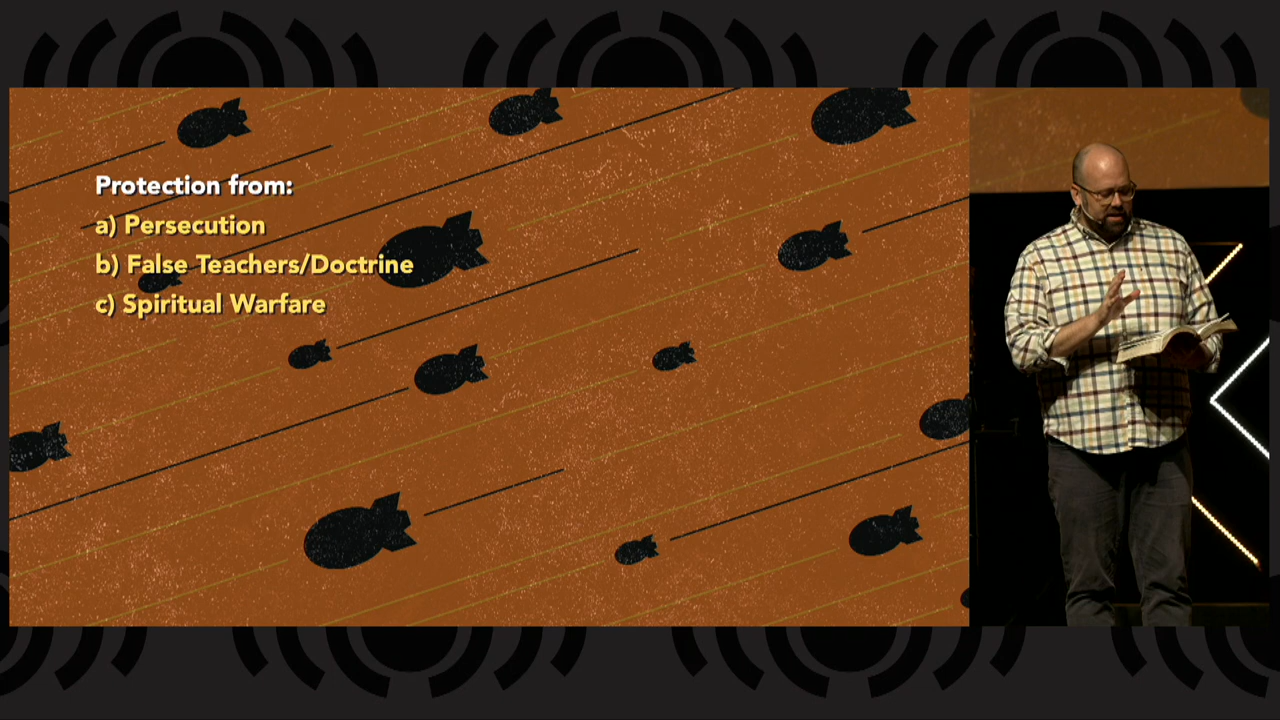 Protection from:
a) Persecution
b) False Teachers/Doctrine
c) Spiritual Warfare